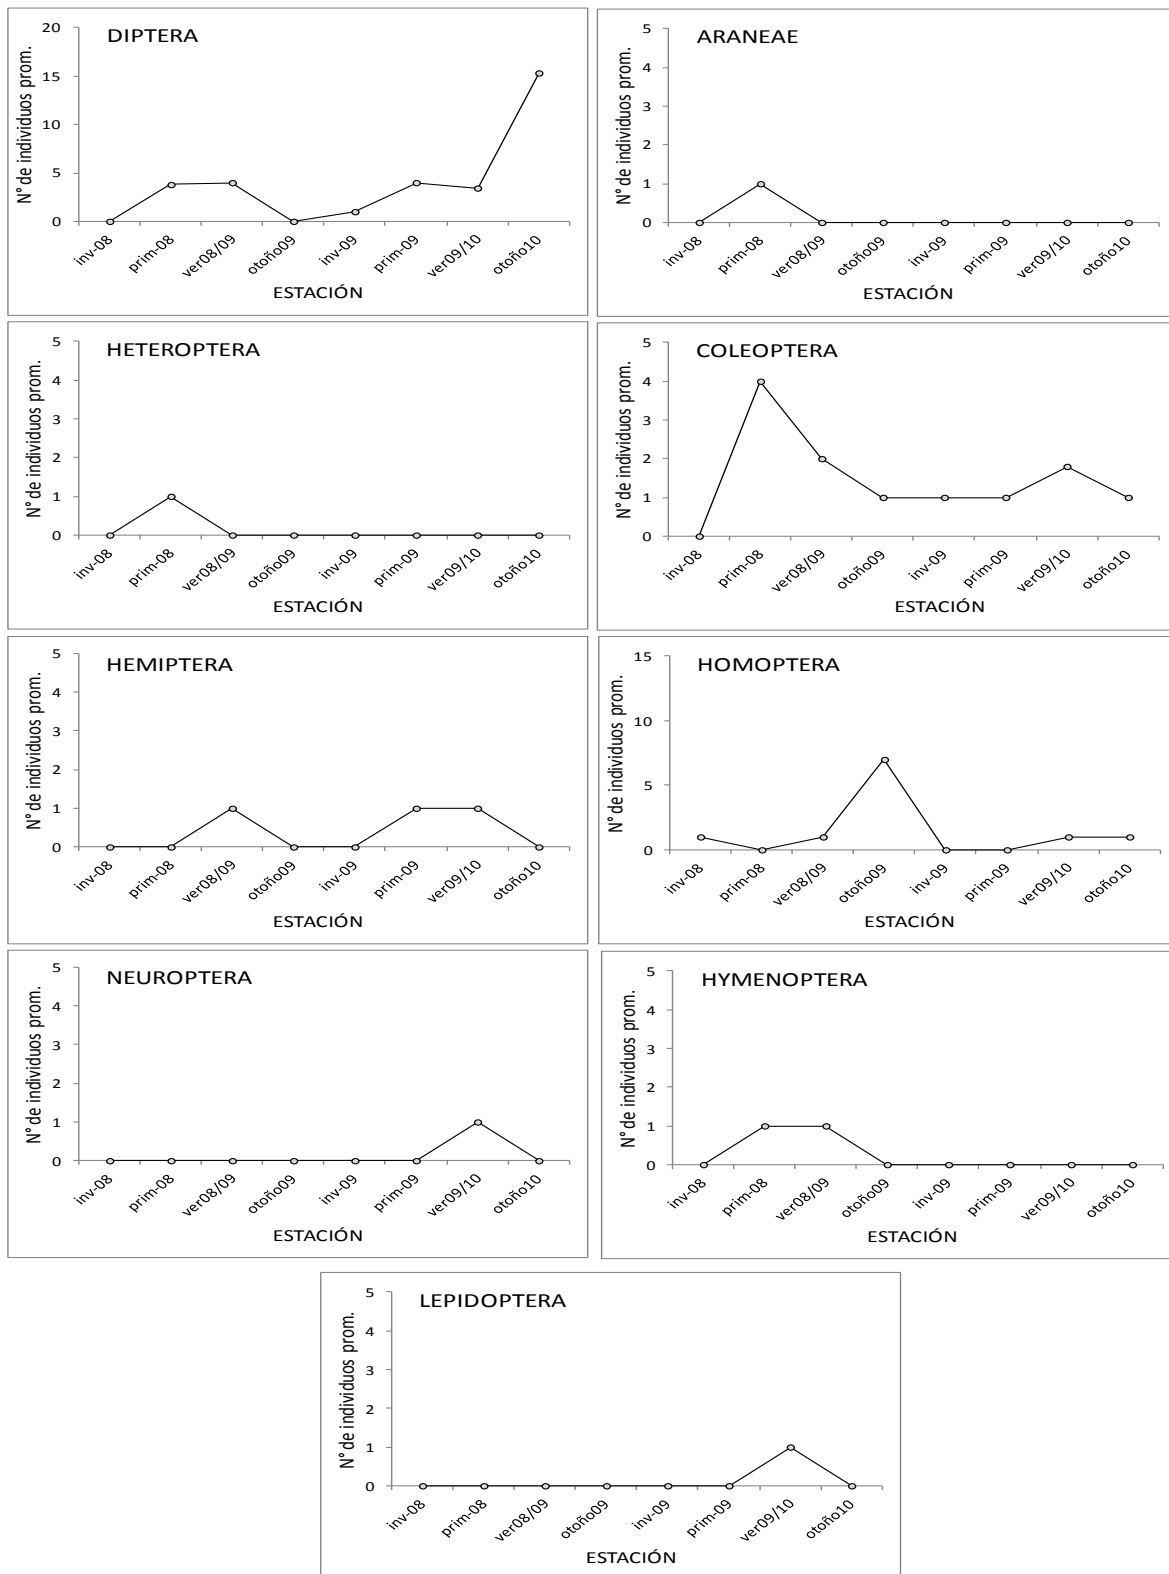 DIPTERA
N° de individuos prom.
20
15
10
5
0
inv-08
prim-08
ver08/09
otoño09
inv-09
prim-09
ver09/10
otoño10
ESTACIÓN
ARANEAE
N° de individuos prom.
5
4
3
2
1
0
inv-08
prim-08
ver08/09
otoño09
inv-09
prim-09
ver09/10
otoño10
ESTACIÓN
HETEROPTERA
N° de individuos prom.
5
4
3
2
1
0
inv-08
prim-08
ver08/09
otoño09
inv-09
prim-09
ver09/10
otoño10
ESTACIÓN
COLEOPTERA
N° de individuos prom.
5
4
3
2
1
0
inv-08
prim-08
ver08/09
otoño09
inv-09
prim-09
ver09/10
otoño10
ESTACIÓN
HEMIPTERA
N° de individuos prom.
5
4
3
2
1
0
inv-08
prim-08
ver08/09
otoño09
inv-09
prim-09
ver09/10
otoño10
ESTACIÓN
HOMOPTERA
N° de individuos prom.
15
10
5
0
inv-08
prim-08
ver08/09
otoño09
inv-09
prim-09
ver09/10
otoño10
ESTACIÓN
NEUROPTERA
N° de individuos prom.
5
4
3
2
1
0
inv-08
prim-08
ver08/09
otoño09
inv-09
prim-09
ver09/10
otoño10
ESTACIÓN
HYMENOPTERA
N° de individuos prom.
5
4
3
2
1
0
inv-08
prim-08
ver08/09
otoño09
inv-09
prim-09
ver09/10
otoño10
ESTACIÓN
LEPIDOPTERA
N° de individuos prom.
5
4
3
2
1
0
inv-08
prim-08
ver08/09
otoño09
inv-09
prim-09
ver09/10
otoño10
ESTACIÓN